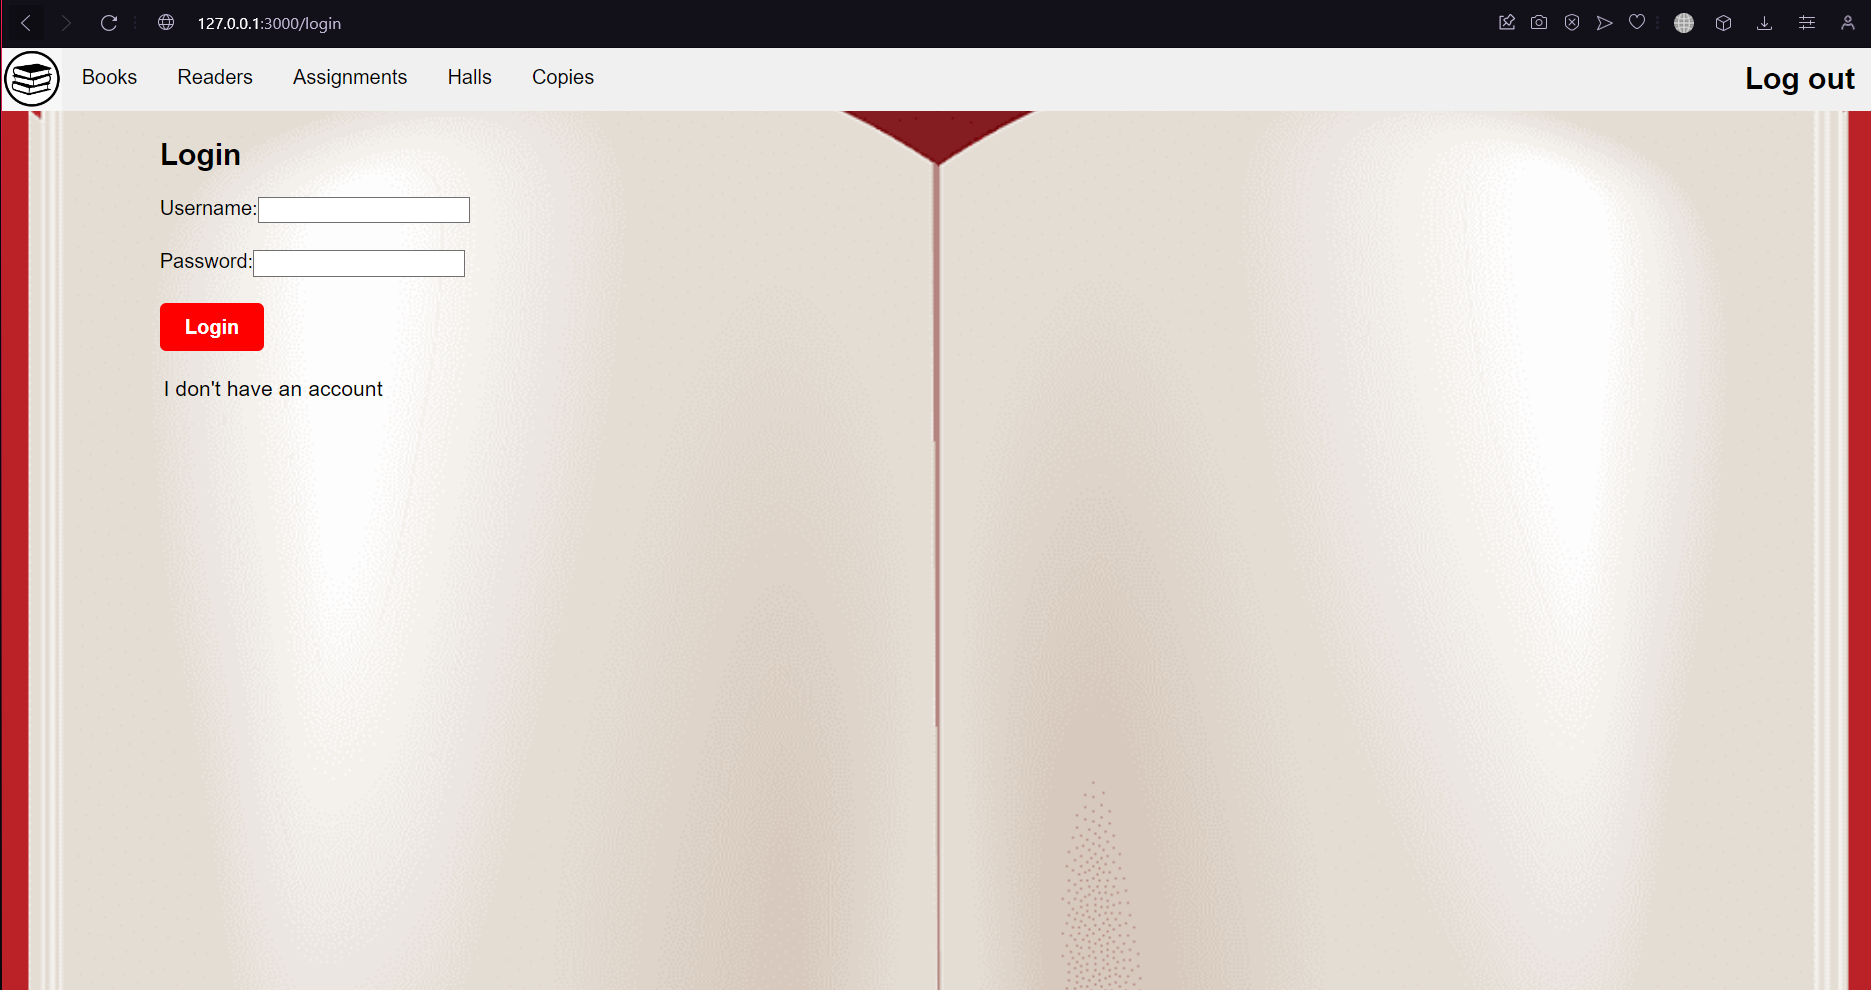 127.0.0.1:3000/login
Books Readers Assignments Halls Copies Log out
Login
Username:
Password:
Login
I don't have an account